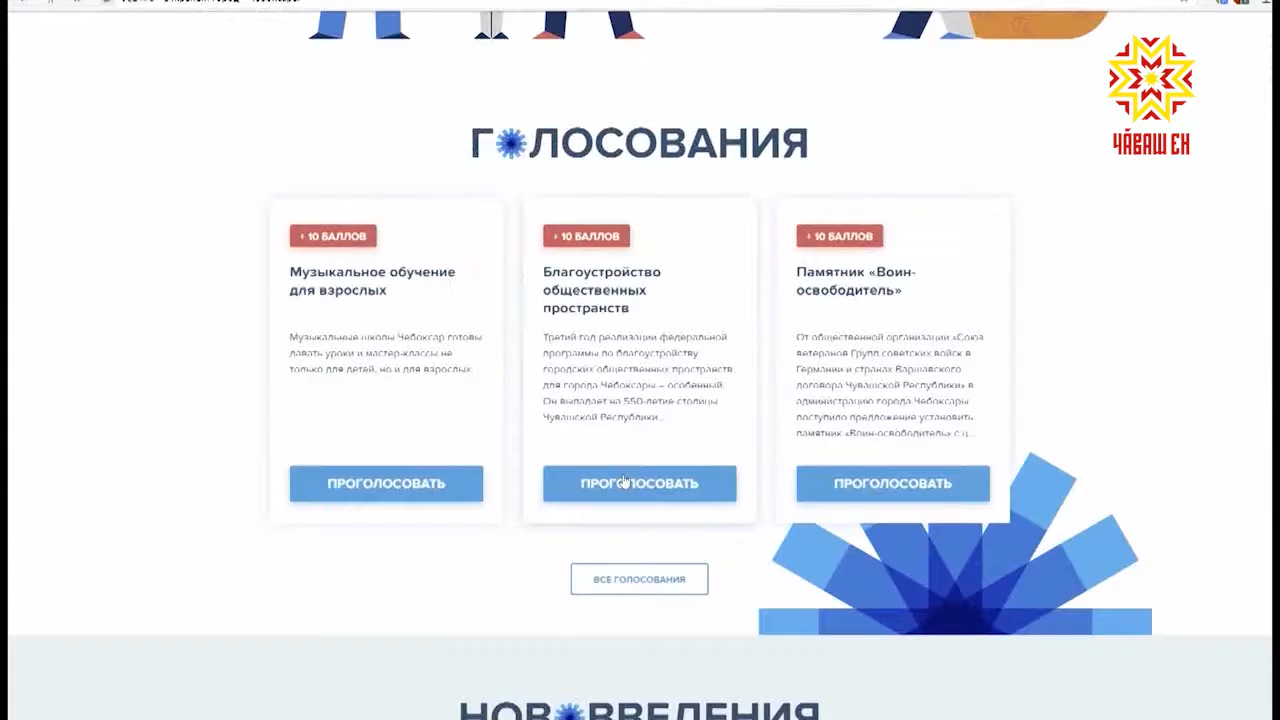 ЧӐВАШ ЕН
ГОЛОСОВАНИЯ
+ 10 БАЛЛОВ
Музыкальное обучение
для взрослых
Музыкальные школы Чебоксар готовы
давать уроки и мастер-классы не
только для детей, но и для взрослых.
ПРОГОЛОСОВАТЬ
+ 10 БАЛЛОВ
Благоустройство
общественных
пространств
Третий год реализации федеральной
программы по благоустройству
городских общественных пространств
для города Чебоксары – особенный.
Он выпадает на 550-летие столицы
Чувашской Республики...
ПРОГОЛОСОВАТЬ
+ 10 БАЛЛОВ
Памятник «Воин-
освободитель»
От общественной организации «Союз
ветеранов Групп советских войск в
Германии и странах Варшавского
договора Чувашской Республики» в
администрацию города Чебоксары
поступило предложение установить
памятник «Воин-освободитель» с ц...
ПРОГОЛОСОВАТЬ
ВСЕ ГОЛОСОВАНИЯ
НОВОВВЕДЕНИЯ